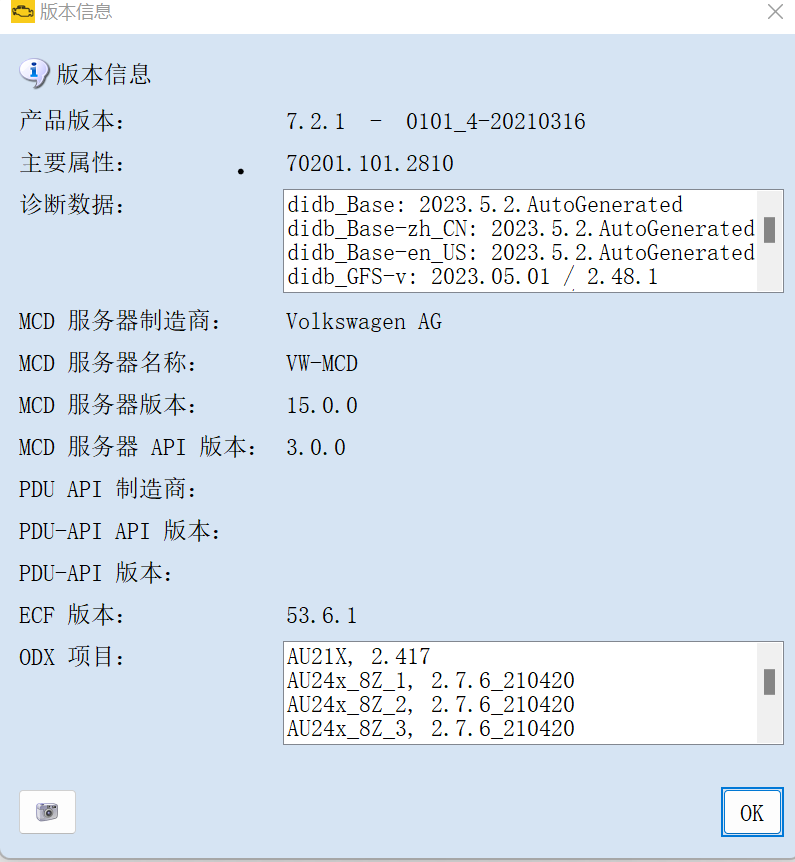 版本信息
版本信息
产品版本: 7.2.1 - 0101_4-20210316
主要属性: 70201.101.2810
诊断数据: didb_Base: 2023.5.2.AutoGenerated
didb_Base-zh_CN: 2023.5.2.AutoGenerated
didb_Base-en_US: 2023.5.2.AutoGenerated
didb_GFS-v: 2023.05.01 / 2.48.1
MCD 服务器制造商: Volkswagen AG
MCD 服务器名称: VW-MCD
MCD 服务器版本: 15.0.0
MCD 服务器 API 版本: 3.0.0
PDU API 制造商:
PDU-API API 版本:
PDU-API 版本:
ECF 版本: 53.6.1
ODX 项目: AU21X, 2.417
AU24x_8Z_1, 2.7.6_210420
AU24x_8Z_2, 2.7.6_210420
AU24x_8Z_3, 2.7.6_210420
OK